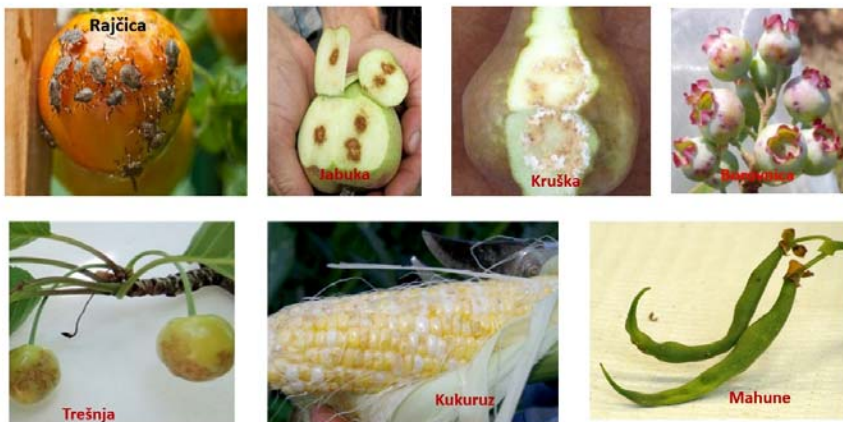 Rajčica
Jabuka
Kruška
Borovnica
Trešnja
Kukuruz
Mahune